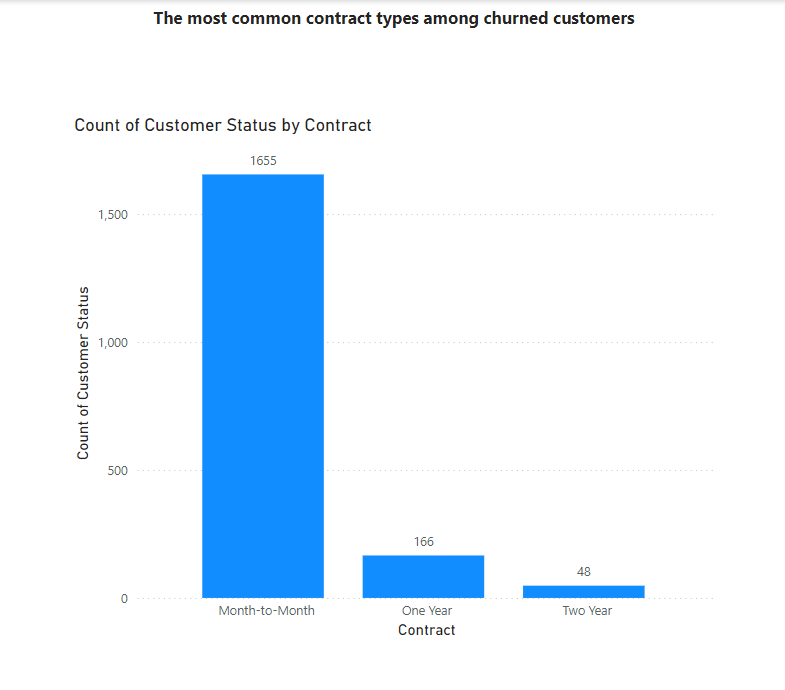 The most common contract types among churned customers
Count of Customer Status by Contract
1655
1,500
Count of Customer Status
1,000
500
166
48
0
Month-to-Month One Year Two Year
Contract